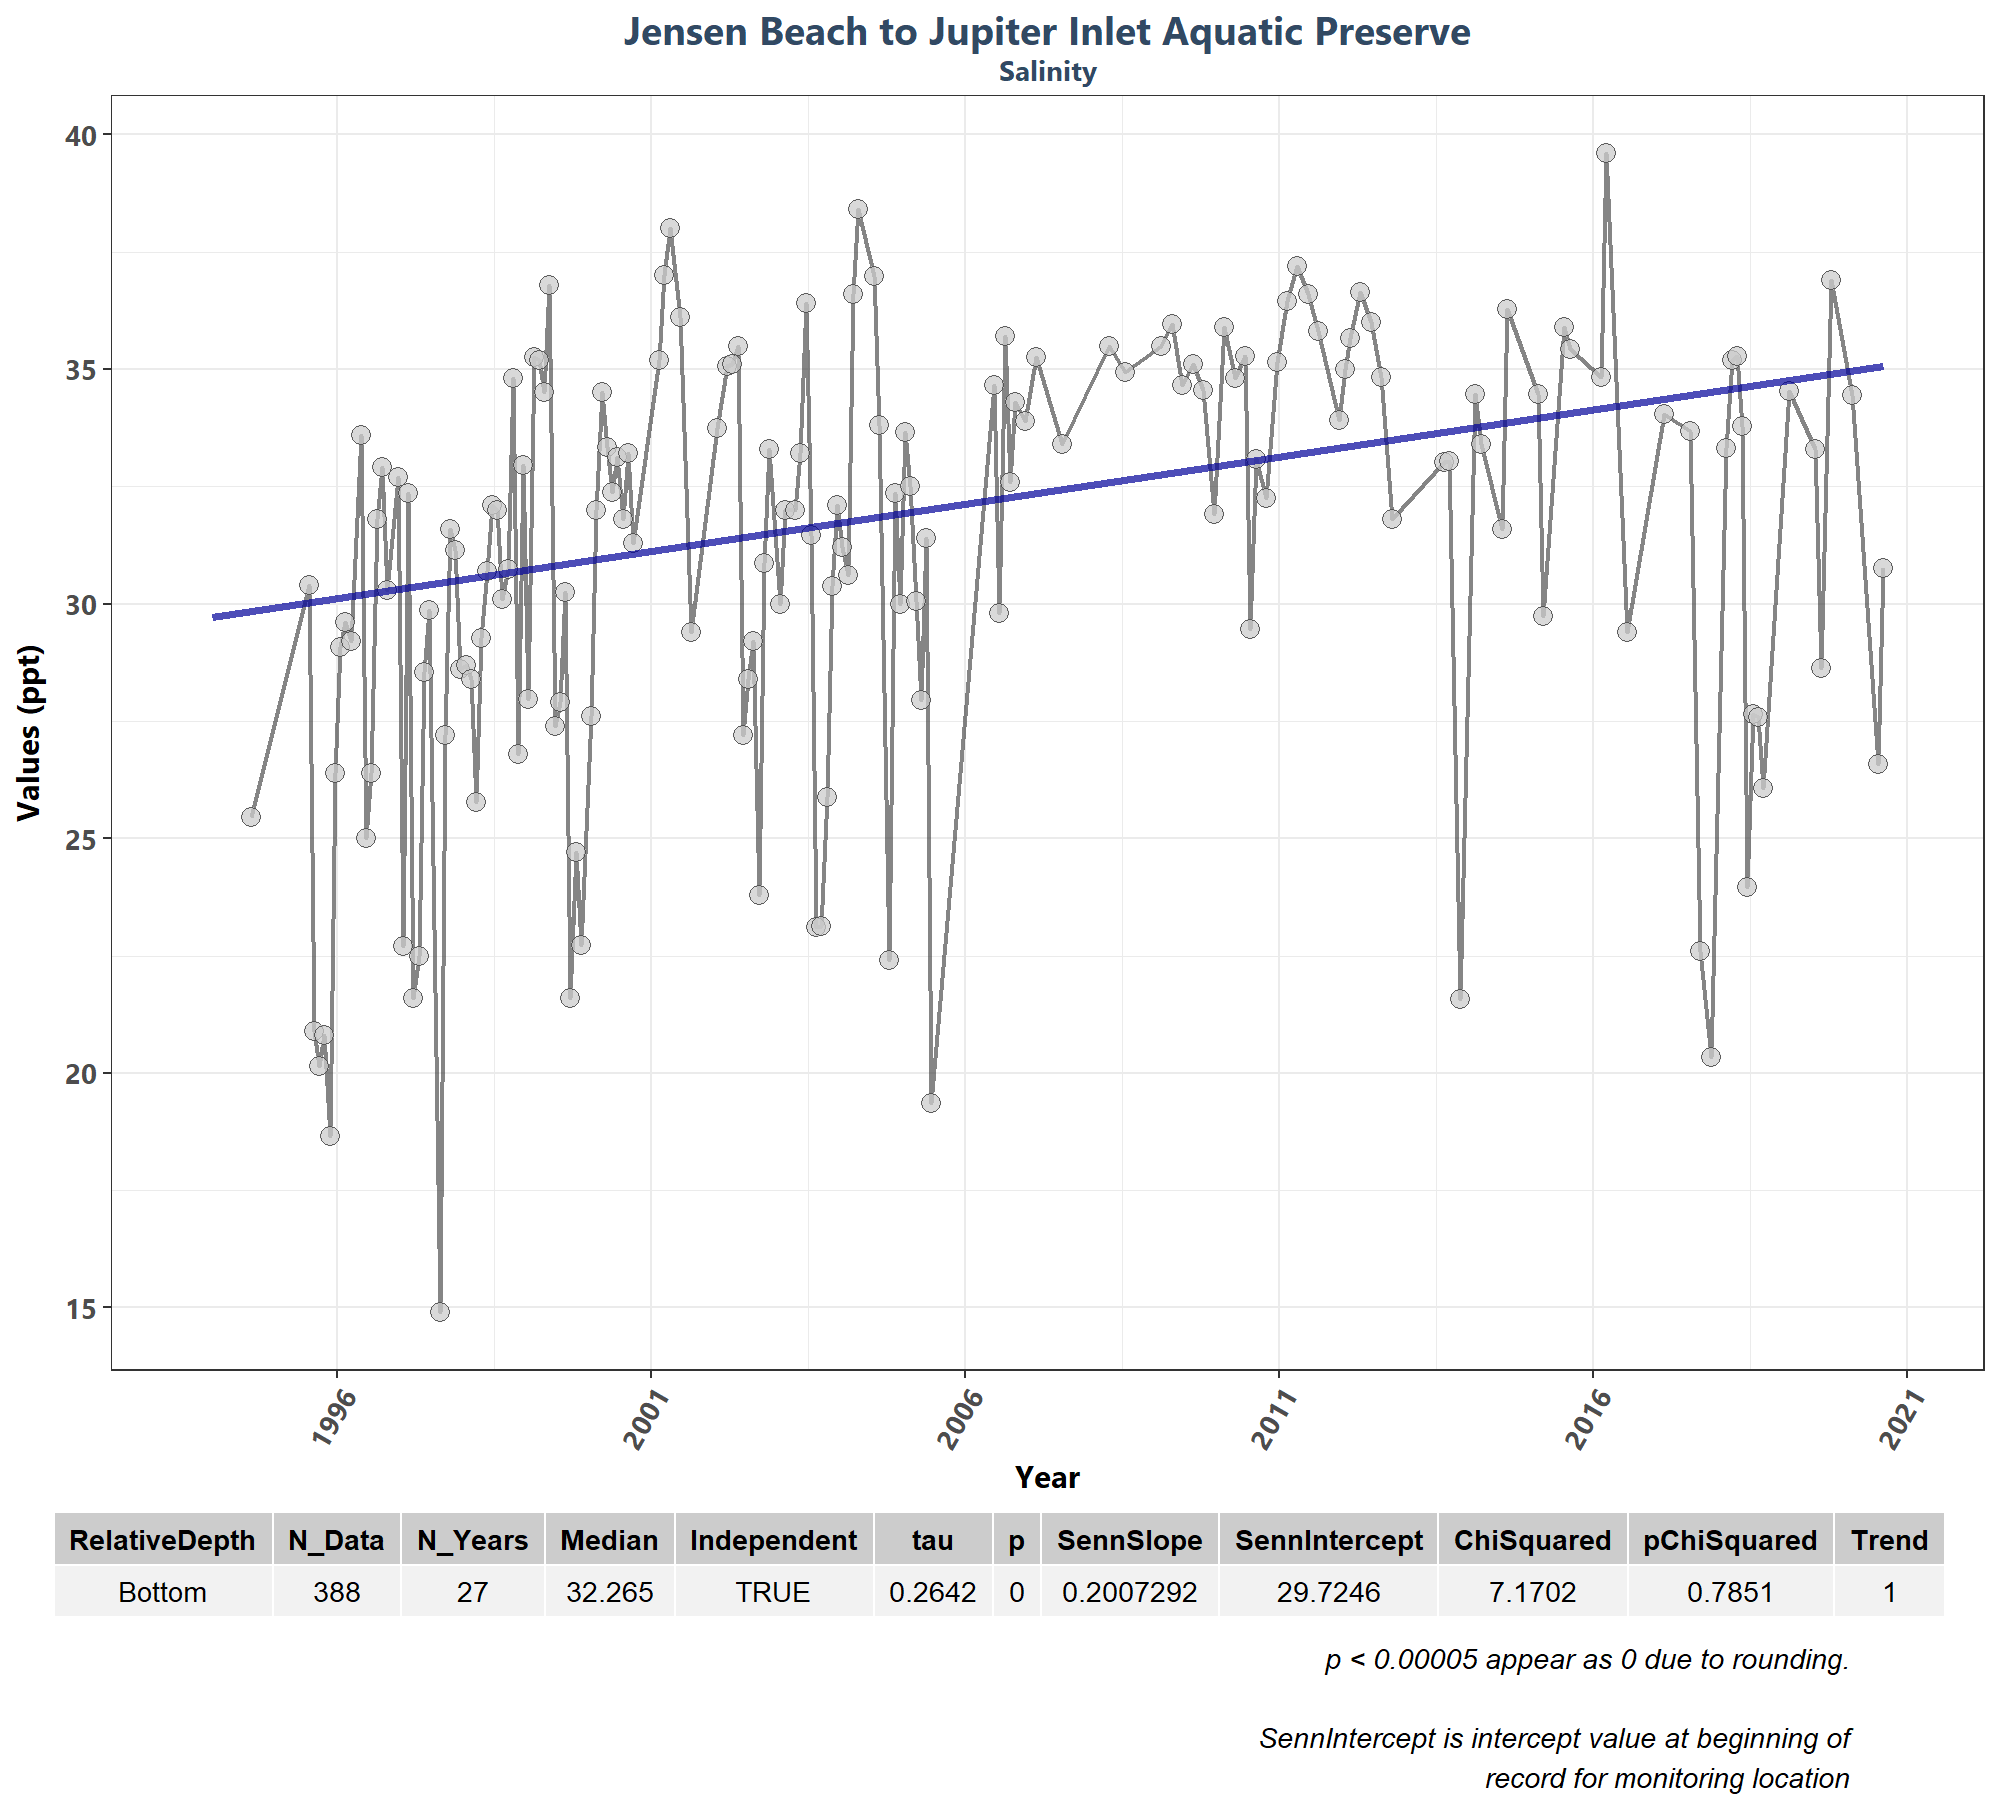 Jensen Beach to Jupiter Inlet Aquatic Preserve
Salinity
40
35
30
25
20
15
Values (ppt)
1996 2001 2006 2011 2016 2021
Year
RelativeDepth N_Data N_Years Median Independent tau p SennSlope SennIntercept ChiSquared pChiSquared Trend
Bottom 388 27 32.265 TRUE 0.2642 0 0.2007292 29.7246 7.1702 0.7851 1
p < 0.00005 appear as 0 due to rounding.
SennIntercept is intercept value at beginning of
record for monitoring location